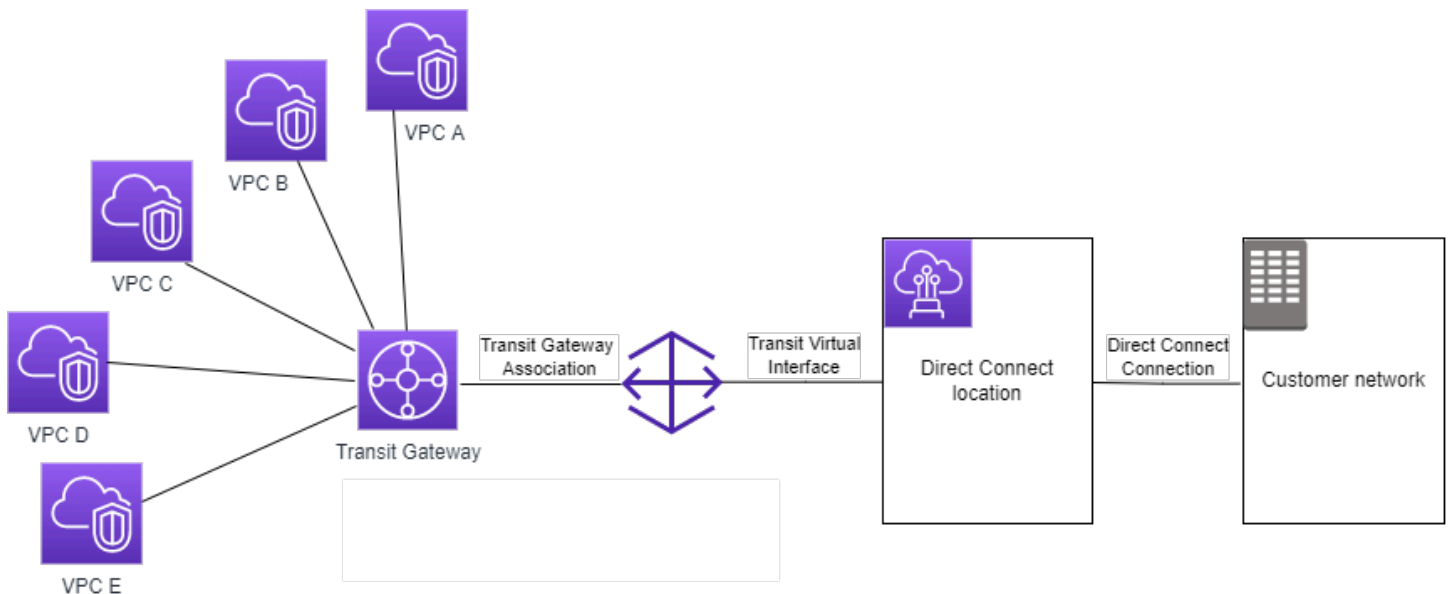 VPC A
VPC B
VPC C
VPC D
VPC E
Transit Gateway
Transit Gateway
Association
Transit Virtual
Interface
Direct Connect
location
Direct Connect
Connection
Customer network